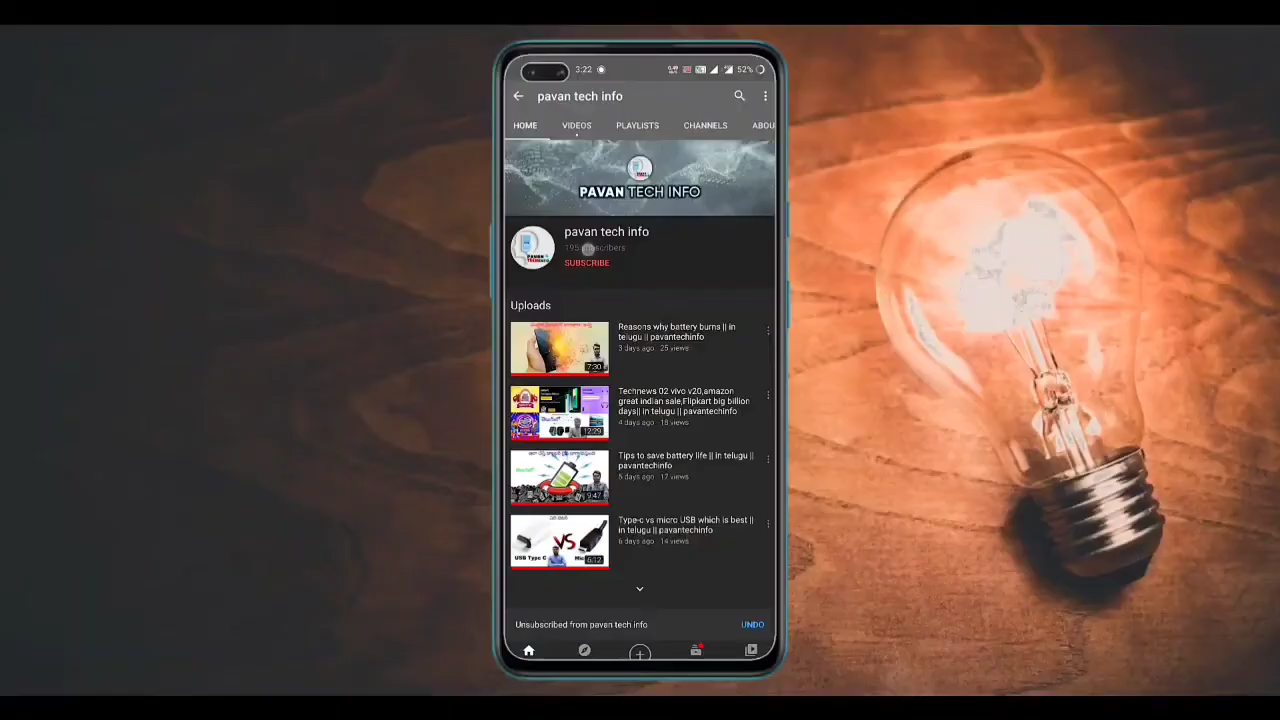 3:22
52%
pavan tech info
HOME VIDEOS PLAYLISTS CHANNELS ABOU
PAVAN TECH INFO
pavan tech info
195 subscribers
SUBSCRIBE
Uploads
Reasons why battery burns || in
telugu || pavantechinfo
3 days ago · 25 views
7:30
Technews 02 vivo v20,amazon
great indian sale,Flipkart big billion
days|| in telugu || pavantechinfo
4 days ago · 18 views
12:29
Tips to save battery life || in telugu ||
pavantechinfo
5 days ago · 17 views
9:47
Type-c vs micro USB which is best ||
in telugu || pavantechinfo
6 days ago · 14 views
VS
USB Type C
6:12
Unsubscribed from pavan tech info UNDO